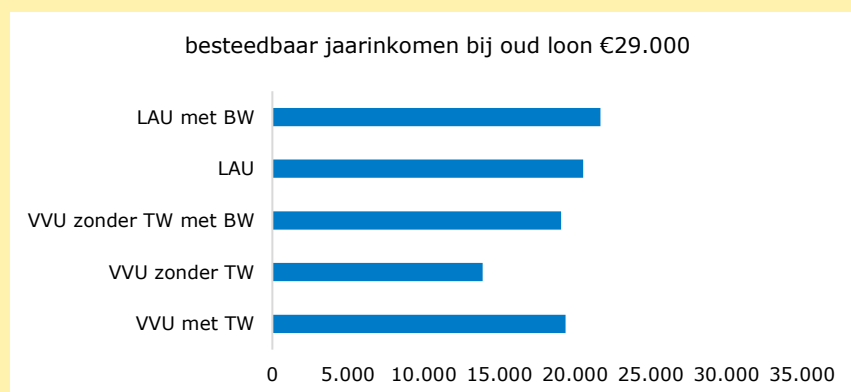 besteedbaar jaarinkomen bij oud loon €29.000
LAU met BW
LAU
VVU zonder TW met BW
VVU zonder TW
VVU met TW
0 5.000 10.000 15.000 20.000 25.000 30.000 35.000